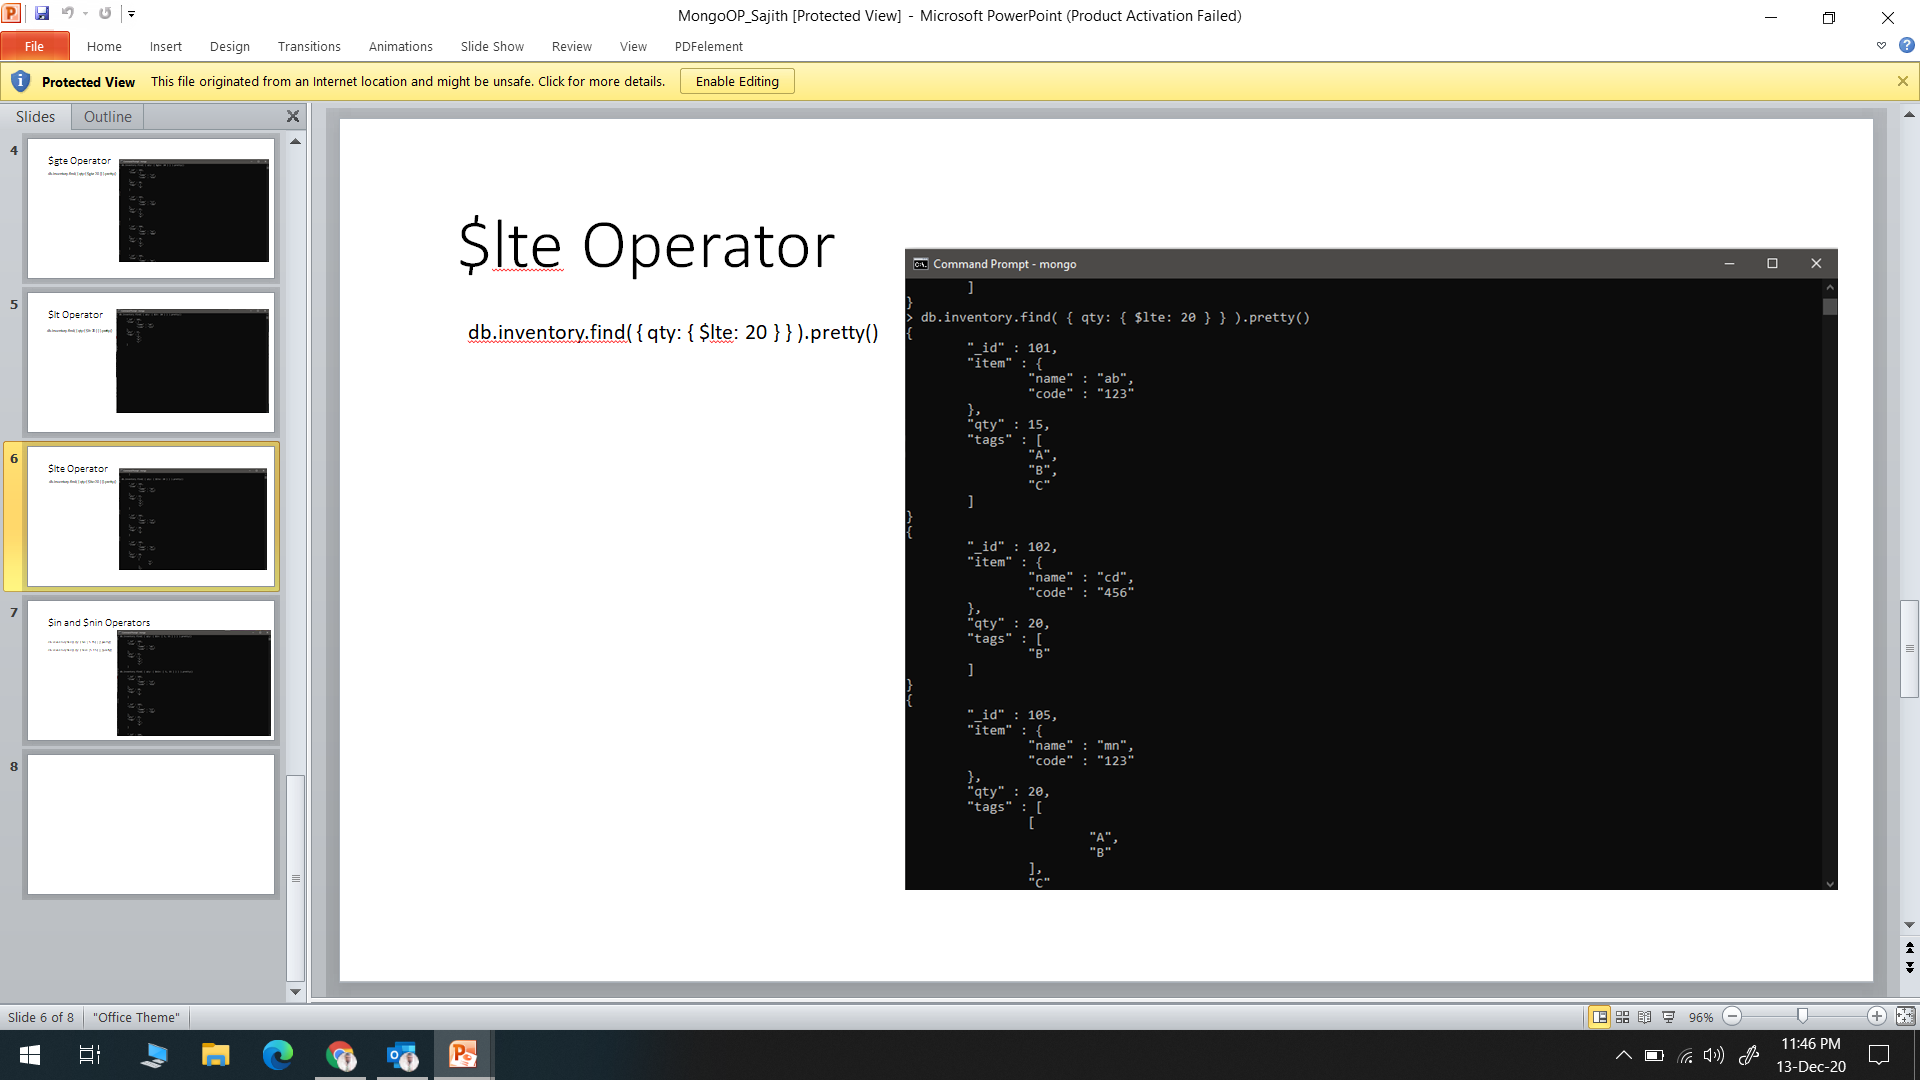 MongoOP_Sajith [Protected View] - Microsoft PowerPoint (Product Activation Failed)
File Home Insert Design Transitions Animations Slide Show Review View PDFelement
Protected View This file originated from an Internet location and might be unsafe. Click for more details. Enable Editing
Slides Outline
4
$gte Operator
5
$lt Operator
6
$lte Operator
7
$in and $nin Operators
8
$lte Operator
db.inventory.find( { qty: { $lte: 20 } } ).pretty()
Command Prompt - mongo
]
}
> db.inventory.find( { qty: { $lte: 20 } } ).pretty()
{
"_id" : 101,
"item" : {
"name" : "ab",
"code" : "123"
},
"qty" : 15,
"tags" : [
"A",
"B",
"C"
]
}
{
"_id" : 102,
"item" : {
"name" : "cd",
"code" : "456"
},
"qty" : 20,
"tags" : [
"B"
]
}
{
"_id" : 105,
"item" : {
"name" : "mn",
"code" : "123"
},
"qty" : 20,
"tags" : [
[
"A",
"B"
],
"C"
Slide 6 of 8 "Office Theme" 96%
11:46 PM
13-Dec-20